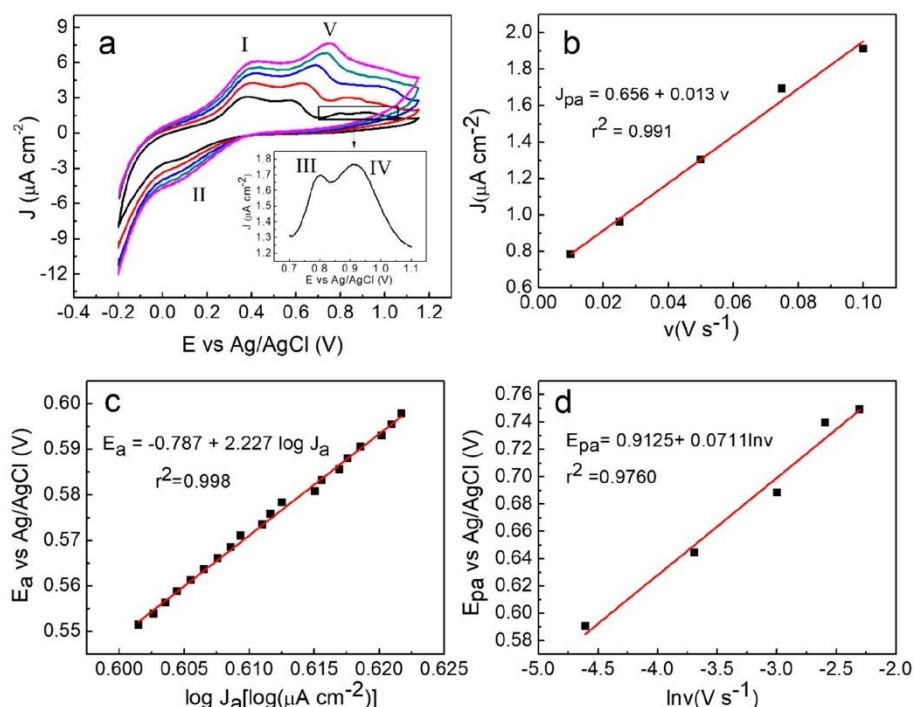 a
I
V
II
III
IV
J (μA cm-2)
9
6
3
0
-3
-6
-9
-12
-0.4 -0.2 0.0 0.2 0.4 0.6 0.8 1.0 1.2
E vs Ag/AgCl (V)
J (μA cm-2)
1.8
1.7
1.6
1.5
1.4
1.3
1.2
0.7 0.8 0.9 1.0 1.1
E vs Ag/AgCl (V)
b
Jpa = 0.656 + 0.013 v
r2 = 0.991
J(μA cm-2)
2.0
1.8
1.6
1.4
1.2
1.0
0.8
0.6
0.00 0.02 0.04 0.06 0.08 0.10
v(V s-1)
c
Ea = -0.787 + 2.227 log Ja
r2=0.998
Ea vs Ag/AgCl (V)
0.60
0.59
0.58
0.57
0.56
0.55
0.600 0.605 0.610 0.615 0.620 0.625
log Ja[log(μA cm-2)]
d
Epa= 0.9125+ 0.0711lnv
r2 =0.9760
Epa vs Ag/AgCl (V)
0.76
0.74
0.72
0.70
0.68
0.66
0.64
0.62
0.60
0.58
-5.0 -4.5 -4.0 -3.5 -3.0 -2.5 -2.0
lnv(V s-1)